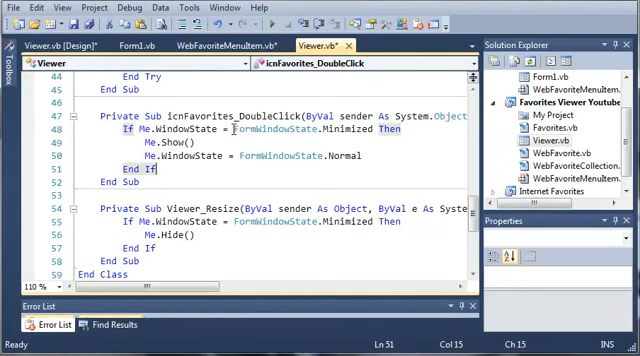 File Edit View Project Build Debug Data Tools Architecture Test Analyze Window Help
Viewer.vb [Design]* Form1.vb WebFavoriteMenuItem.vb* Viewer.vb*
Toolbox
Viewer icnFavorites_DoubleClick
44 End Try
45 End Sub
46
47 Private Sub icnFavorites_DoubleClick(ByVal sender As System.Object
48 If Me.WindowState = FormWindowState.Minimized Then
49 Me.Show()
50 Me.WindowState = FormWindowState.Normal
51 End If
52 End Sub
53
54 Private Sub Viewer_Resize(ByVal sender As Object, ByVal e As Syste
55 If Me.WindowState = FormWindowState.Minimized Then
56 Me.Hide()
57 End If
58 End Sub
59 End Class
110 %
Solution Explorer
Form1.vb
WebFavoriteMenuItem
Favorites Viewer Youtube
My Project
Favorites.vb
Viewer.vb
WebFavorite.vb
WebFavoriteCollection.
WebFavoriteMenuItem
Internet Favorites
Properties
Error List
Error List Find Results
Ready Ln 51 Col 15 Ch 15 INS